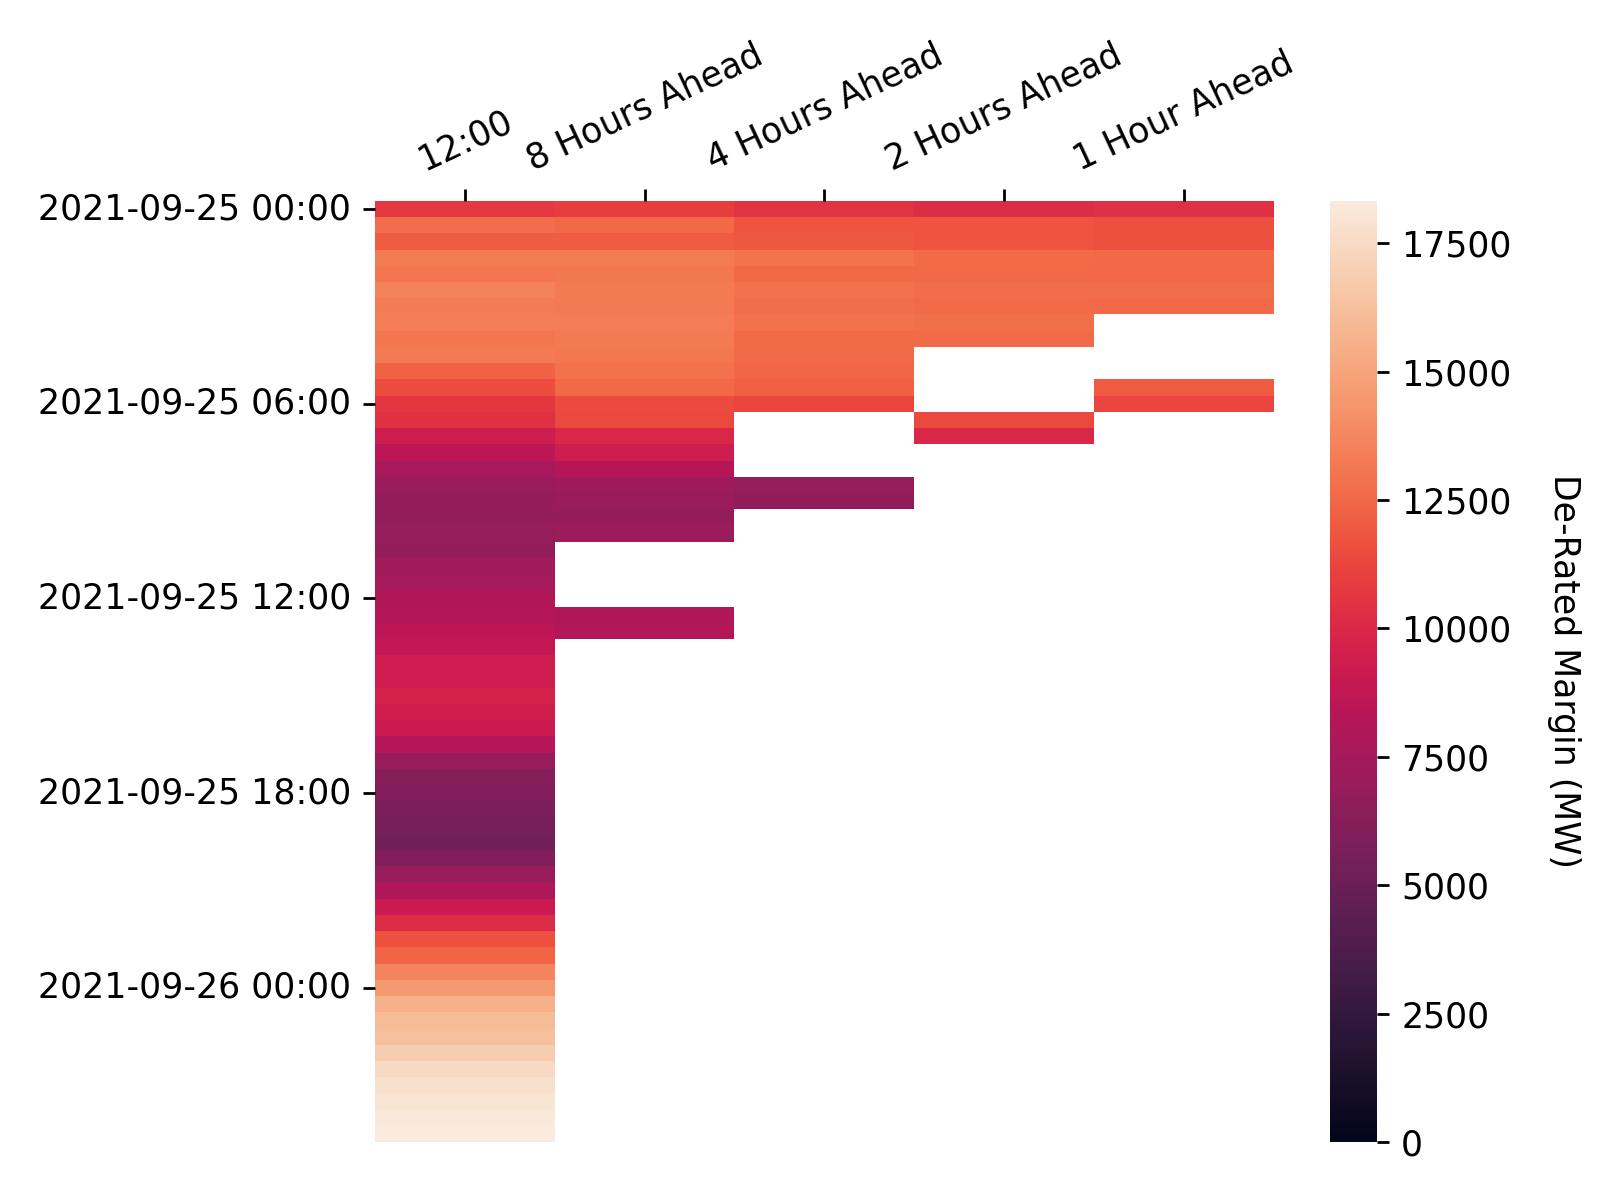 12:00
8 Hours Ahead
4 Hours Ahead
2 Hours Ahead
1 Hour Ahead
2021-09-25 00:00
2021-09-25 06:00
2021-09-25 12:00
2021-09-25 18:00
2021-09-26 00:00
17500
15000
12500
10000
7500
5000
2500
0
De-Rated Margin (MW)